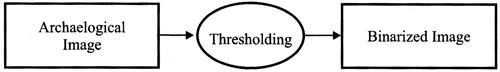 Archaelogical
Image
Thresholding
Binarized Image